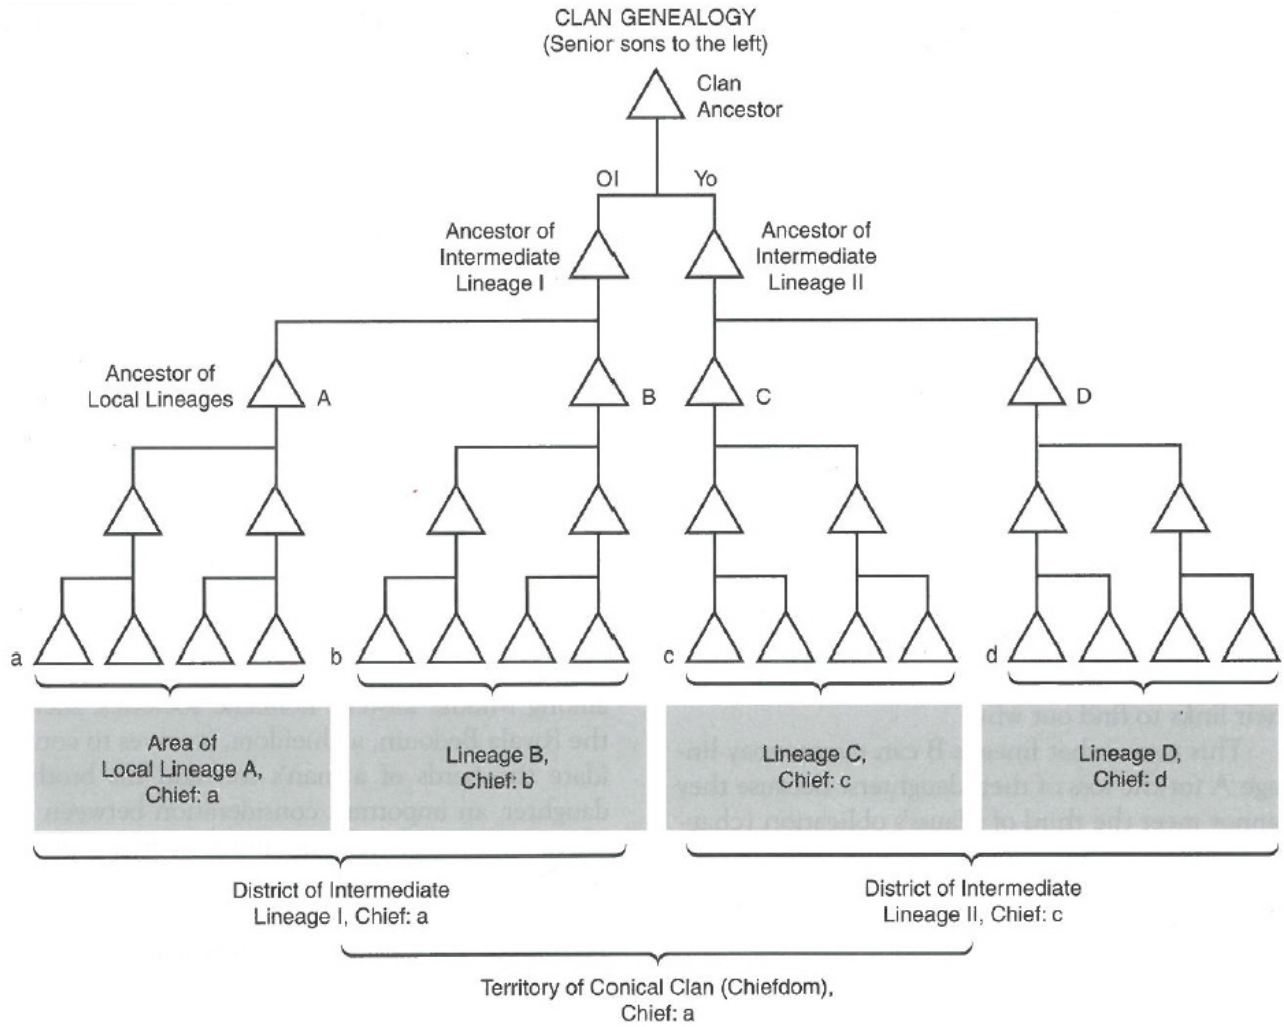 CLAN GENEALOGY
(Senior sons to the left)
Clan
Ancestor
Ol
Yo
Ancestor of
Intermediate
Lineage I
Ancestor of
Intermediate
Lineage II
Ancestor of
Local Lineages
A
B
C
D
a
b
c
d
Area of
Local Lineage A,
Chief: a
Lineage B,
Chief: b
Lineage C,
Chief: c
Lineage D,
Chief: d
District of Intermediate
Lineage I, Chief: a
District of Intermediate
Lineage II, Chief: c
Territory of Conical Clan (Chiefdom),
Chief: a